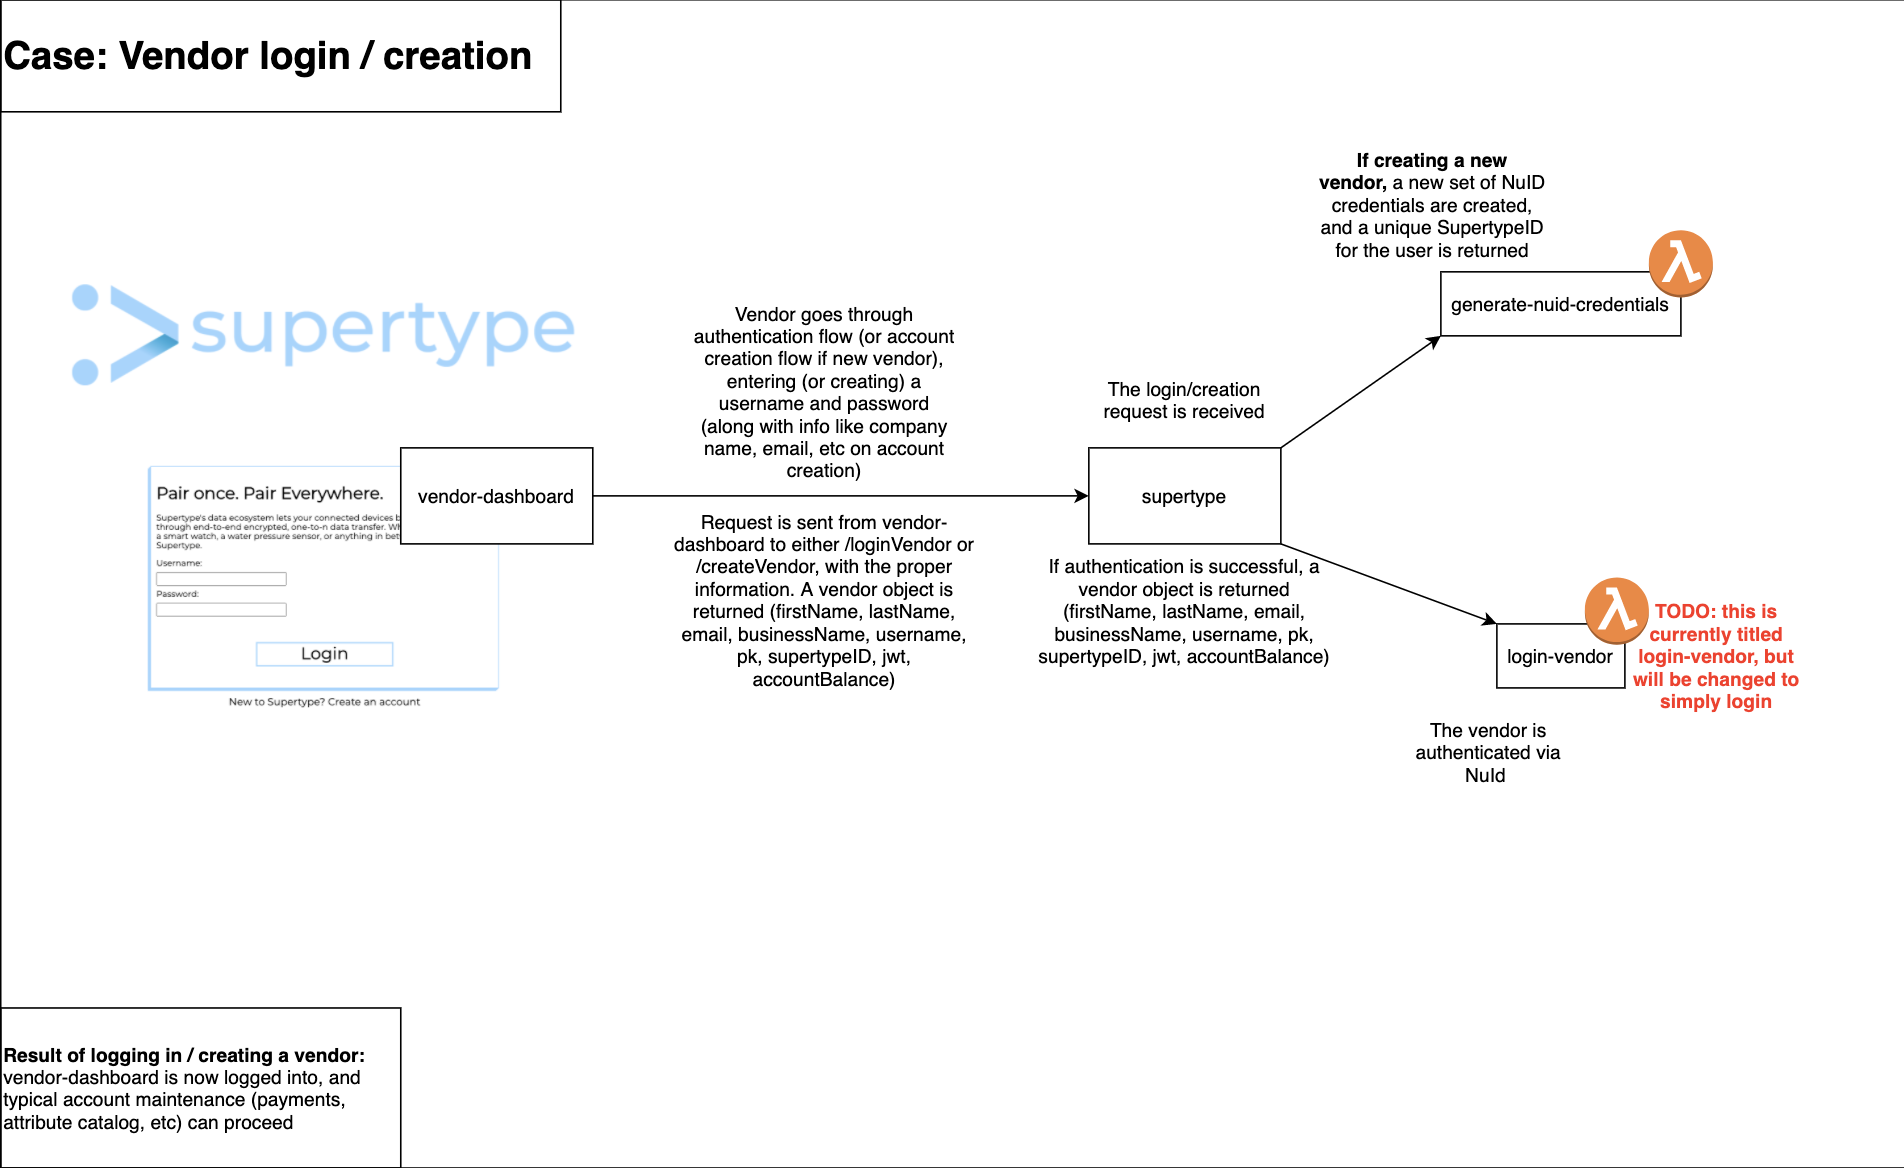 Case: Vendor login / creation
If creating a new
vendor, a new set of NuID
credentials are created,
and a unique SupertypeID
for the user is returned
λ
generate-nuid-credentials
supertype
Vendor goes through
authentication flow (or account
creation flow if new vendor),
entering (or creating) a
username and password
(along with info like company
name, email, etc on account
creation)
The login/creation
request is received
vendor-dashboard
supertype
Pair once. Pair Everywhere.
Supertype's data ecosystem lets your connected devices
through end-to-end encrypted, one-to-n data transfer.
a smart watch, a water pressure sensor, or anything in
Supertype.
Username:
Password:
Login
New to Supertype? Create an account
Request is sent from vendor-
dashboard to either /loginVendor or
/createVendor, with the proper
information. A vendor object is
returned (firstName, lastName,
email, businessName, username,
pk, supertypeID, jwt,
accountBalance)
If authentication is successful, a
vendor object is returned
(firstName, lastName, email,
businessName, username, pk,
supertypeID, jwt, accountBalance)
λ
login-vendor
TODO: this is
currently titled
login-vendor, but
will be changed to
simply login
The vendor is
authenticated via
NuId
Result of logging in / creating a vendor:
vendor-dashboard is now logged into, and
typical account maintenance (payments,
attribute catalog, etc) can proceed